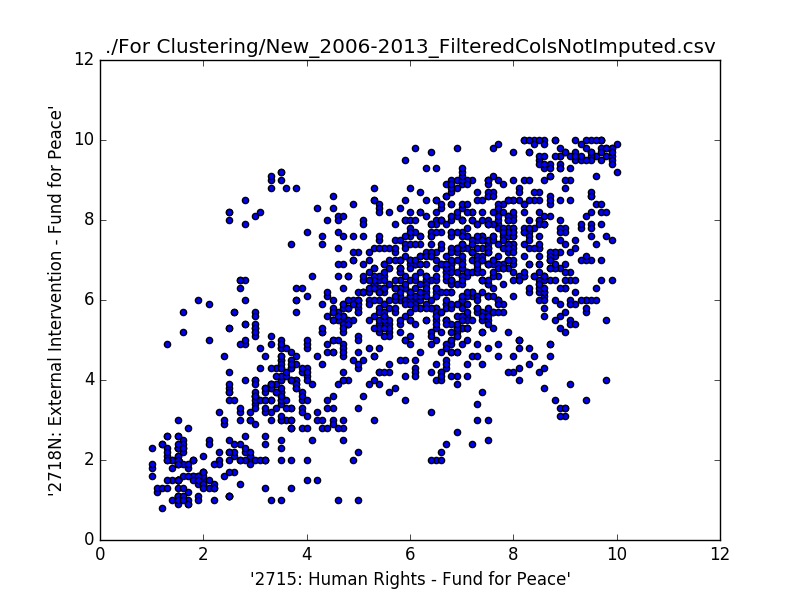 ./For Clustering/New_2006-2013_FilteredColsNotImputed.csv
12
10
8
6
4
2
0
'2718N: External Intervention - Fund for Peace'
0 2 4 6 8 10 12
'2715: Human Rights - Fund for Peace'